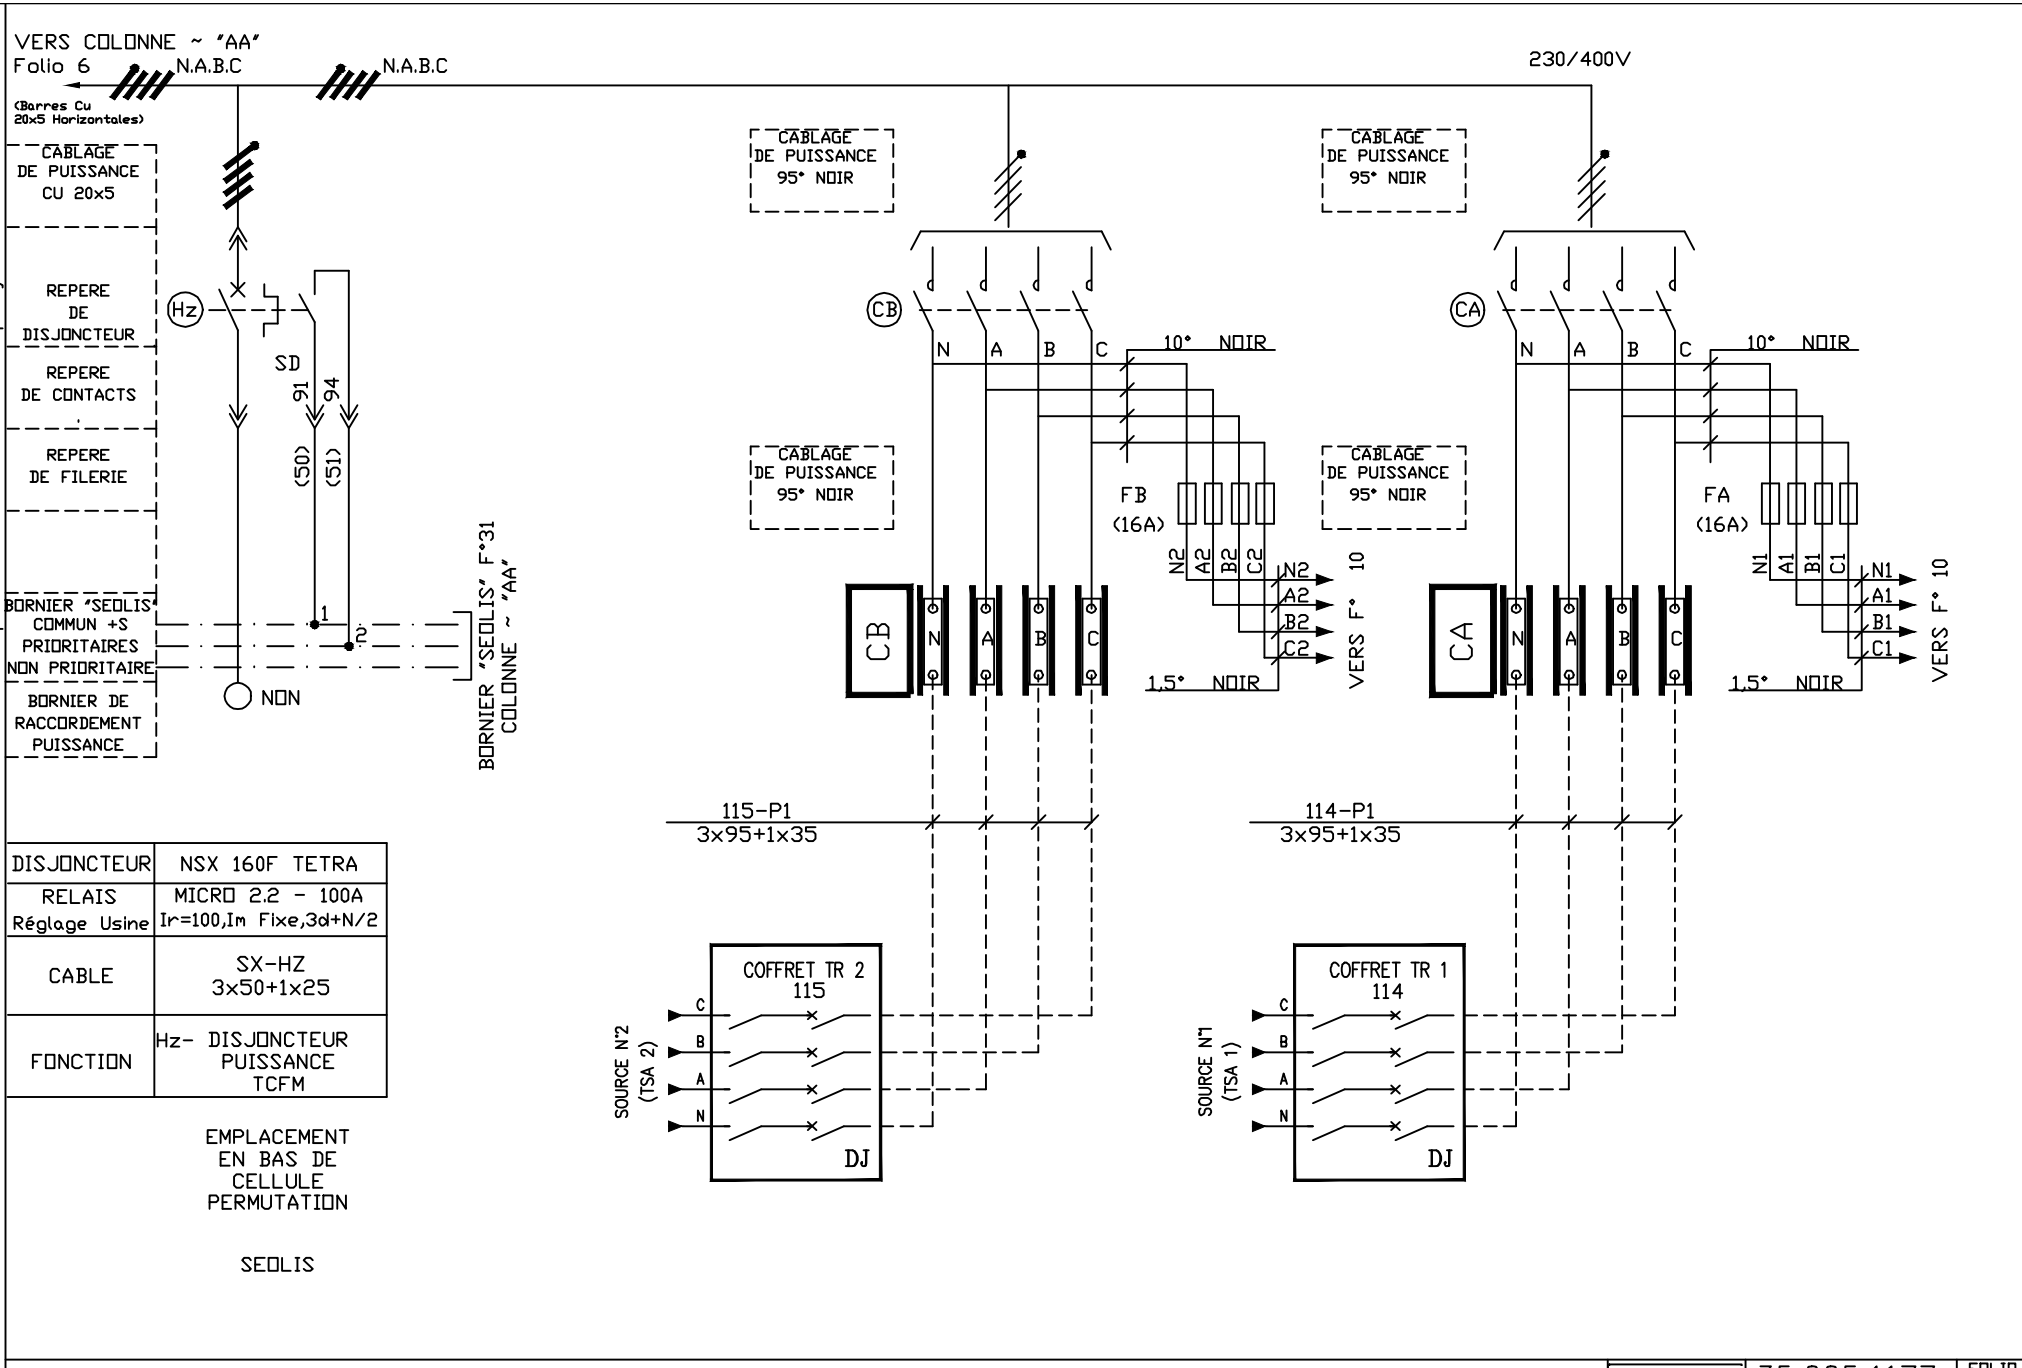 VERS COLONNE ~ "AA"
Folio 6
N.A.B.C
N.A.B.C
230/400V
(Barres Cu
20x5 Horizontales)
CABLAGE
DE PUISSANCE
CU 20x5
REPERE
DE
DISJONCTEUR
REPERE
DE CONTACTS
REPERE
DE FILERIE
BORNIER "SEOLIS"
COMMUN +S
PRIORITAIRES
NON PRIORITAIRE
BORNIER DE
RACCORDEMENT
PUISSANCE
Hz
SD
91
94
(50)
(51)
1
2
NON
BORNIER "SEOLIS" F°31
COLONNE ~ "AA"
CABLAGE
DE PUISSANCE
95° NOIR
CB
N
A
B
C
10° NOIR
CABLAGE
DE PUISSANCE
95° NOIR
FB
(16A)
N2
A2
B2
C2
N2
A2
B2
C2
VERS F° 10
1,5° NOIR
CB
N
A
B
C
115-P1
3x95+1x35
COFFRET TR 2
115
C
B
A
N
SOURCE N°2
(TSA 2)
DJ
CABLAGE
DE PUISSANCE
95° NOIR
CA
N
A
B
C
10° NOIR
CABLAGE
DE PUISSANCE
95° NOIR
FA
(16A)
N1
A1
B1
C1
N1
A1
B1
C1
VERS F° 10
1,5° NOIR
CA
N
A
B
C
114-P1
3x95+1x35
COFFRET TR 1
114
C
B
A
N
SOURCE N°1
(TSA 1)
DJ
DISJONCTEUR
NSX 160F TETRA
RELAIS
Réglage Usine
MICRO 2.2 - 100A
Ir=100,Im Fixe,3d+N/2
CABLE
SX-HZ
3x50+1x25
FONCTION
Hz- DISJONCTEUR
PUISSANCE
TCFM
EMPLACEMENT
EN BAS DE
CELLULE
PERMUTATION
SEOLIS
FOLIO